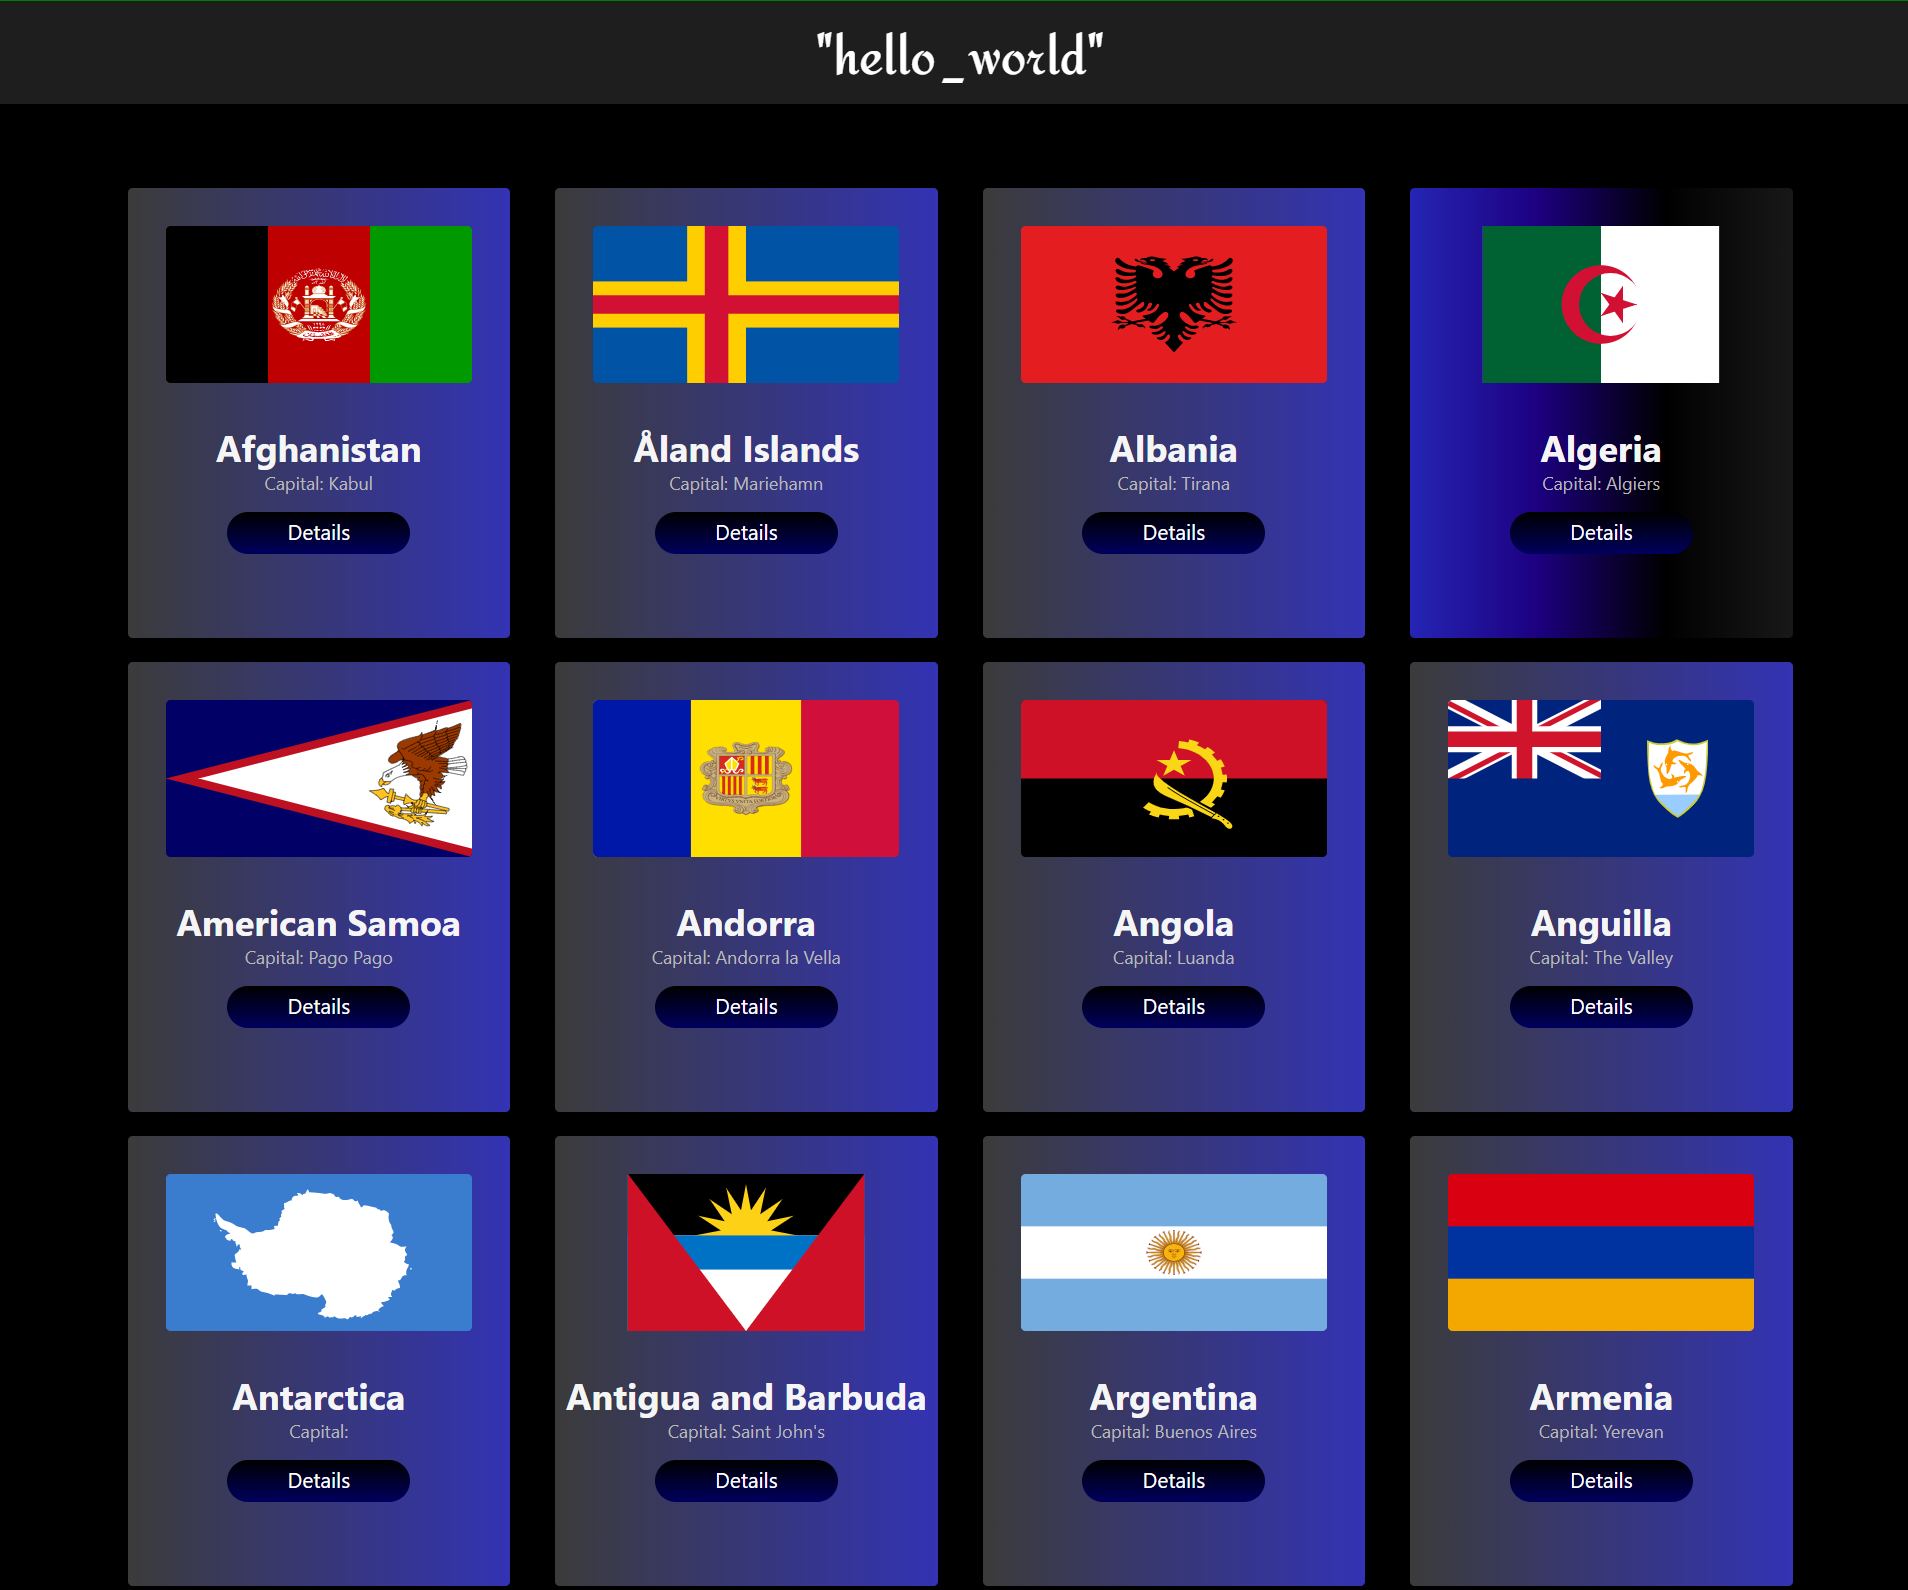 "hello_world"
Afghanistan
Capital: Kabul
Details
Åland Islands
Capital: Mariehamn
Details
Albania
Capital: Tirana
Details
Algeria
Capital: Algiers
Details
American Samoa
Capital: Pago Pago
Details
Andorra
Capital: Andorra la Vella
Details
Angola
Capital: Luanda
Details
Anguilla
Capital: The Valley
Details
Antarctica
Capital:
Details
Antigua and Barbuda
Capital: Saint John's
Details
Argentina
Capital: Buenos Aires
Details
Armenia
Capital: Yerevan
Details